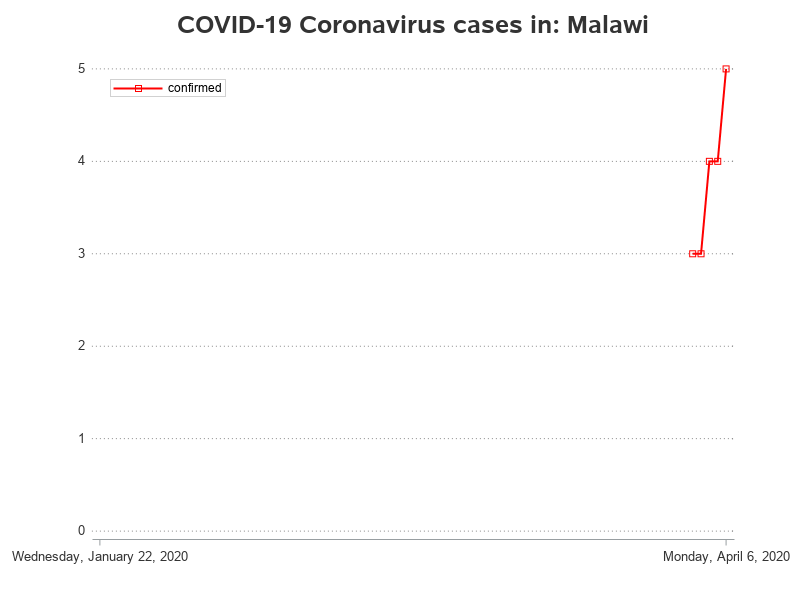 COVID-19 Coronavirus cases in: Malawi
5
confirmed
4
3
2
1
0
Wednesday, January 22, 2020 Monday, April 6, 2020